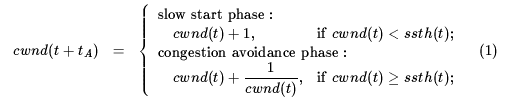 slow start phase :
cwnd(t) + 1, if cwnd(t) < ssth(t);
cwnd(t + t_A) = { (1)
congestion avoidance phase :
cwnd(t) + 1/cwnd(t), if cwnd(t) ≥ ssth(t);